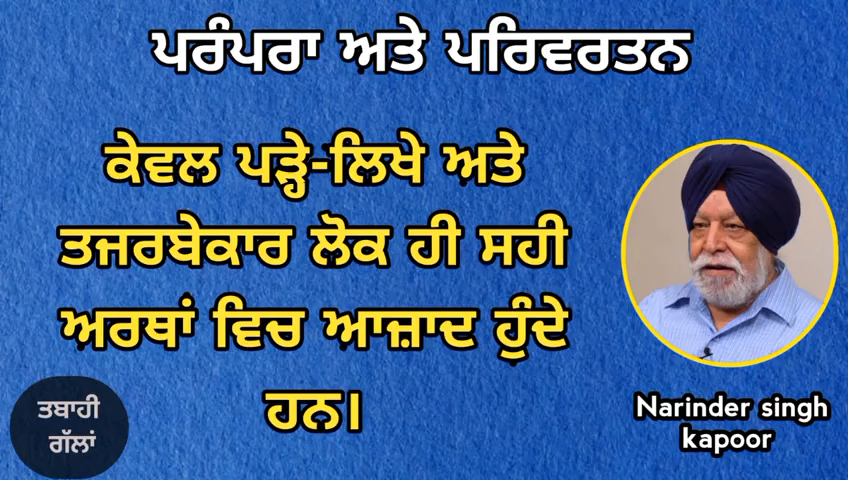 ਪਰੰਪਰਾ ਅਤੇ ਪਰਿਵਰਤਨ
ਕੇਵਲ ਪੜ੍ਹੇ-ਲਿਖੇ ਅਤੇ
ਤਜਰਬੇਕਾਰ ਲੋਕ ਹੀ ਸਹੀ
ਅਰਥਾਂ ਵਿਚ ਆਜ਼ਾਦ ਹੁੰਦੇ
ਹਨ।
ਤਬਾਹੀ
ਗੱਲਾਂ
Narinder singh
kapoor